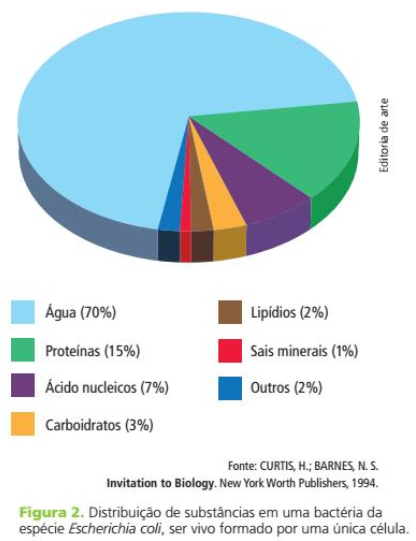 Editoria de arte
Água (70%)
Proteínas (15%)
Ácido nucleicos (7%)
Carboidratos (3%)
Lipídios (2%)
Sais minerais (1%)
Outros (2%)
Fonte: CURTIS, H.; BARNES, N. S.
Invitation to Biology. New York Worth Publishers, 1994.
Figura 2. Distribuição de substâncias em uma bactéria da
espécie Escherichia coli, ser vivo formado por uma única célula.